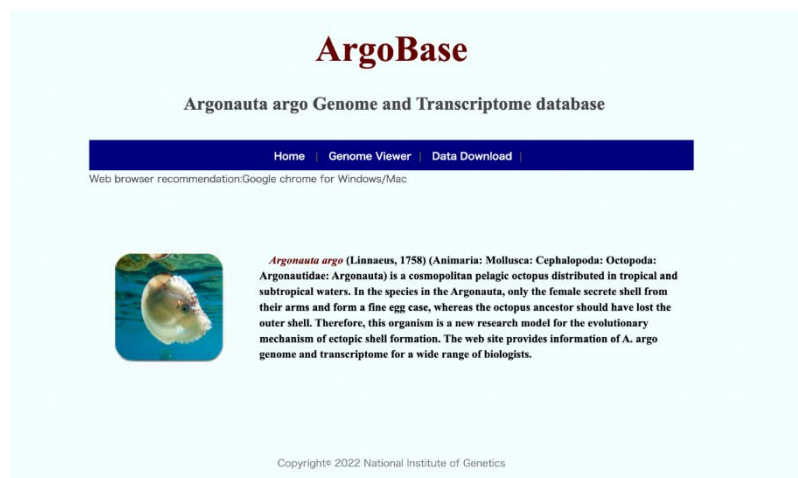 ArgoBase
Argonauta argo Genome and Transcriptome database
Home | Genome Viewer | Data Download |
Web browser recommendation:Google chrome for Windows/Mac
Argonauta argo (Linnaeus, 1758) (Animaria: Mollusca: Cephalopoda: Octopoda:
Argonautidae: Argonauta) is a cosmopolitan pelagic octopus distributed in tropical and
subtropical waters. In the species in the Argonauta, only the female secrete shell from
their arms and form a fine egg case, whereas the octopus ancestor should have lost the
outer shell. Therefore, this organism is a new research model for the evolutionary
mechanism of ectopic shell formation. The web site provides information of A. argo
genome and transcriptome for a wide range of biologists.
Copyright© 2022 National Institute of Genetics